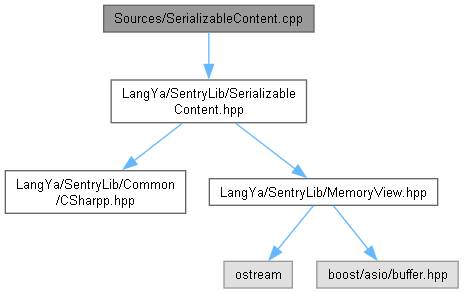 Sources/SerializableContent.cpp
LangYa/SentryLib/Serializable
Content.hpp
LangYa/SentryLib/Common
/CSharpp.hpp
LangYa/SentryLib/MemoryView.hpp
ostream
boost/asio/buffer.hpp